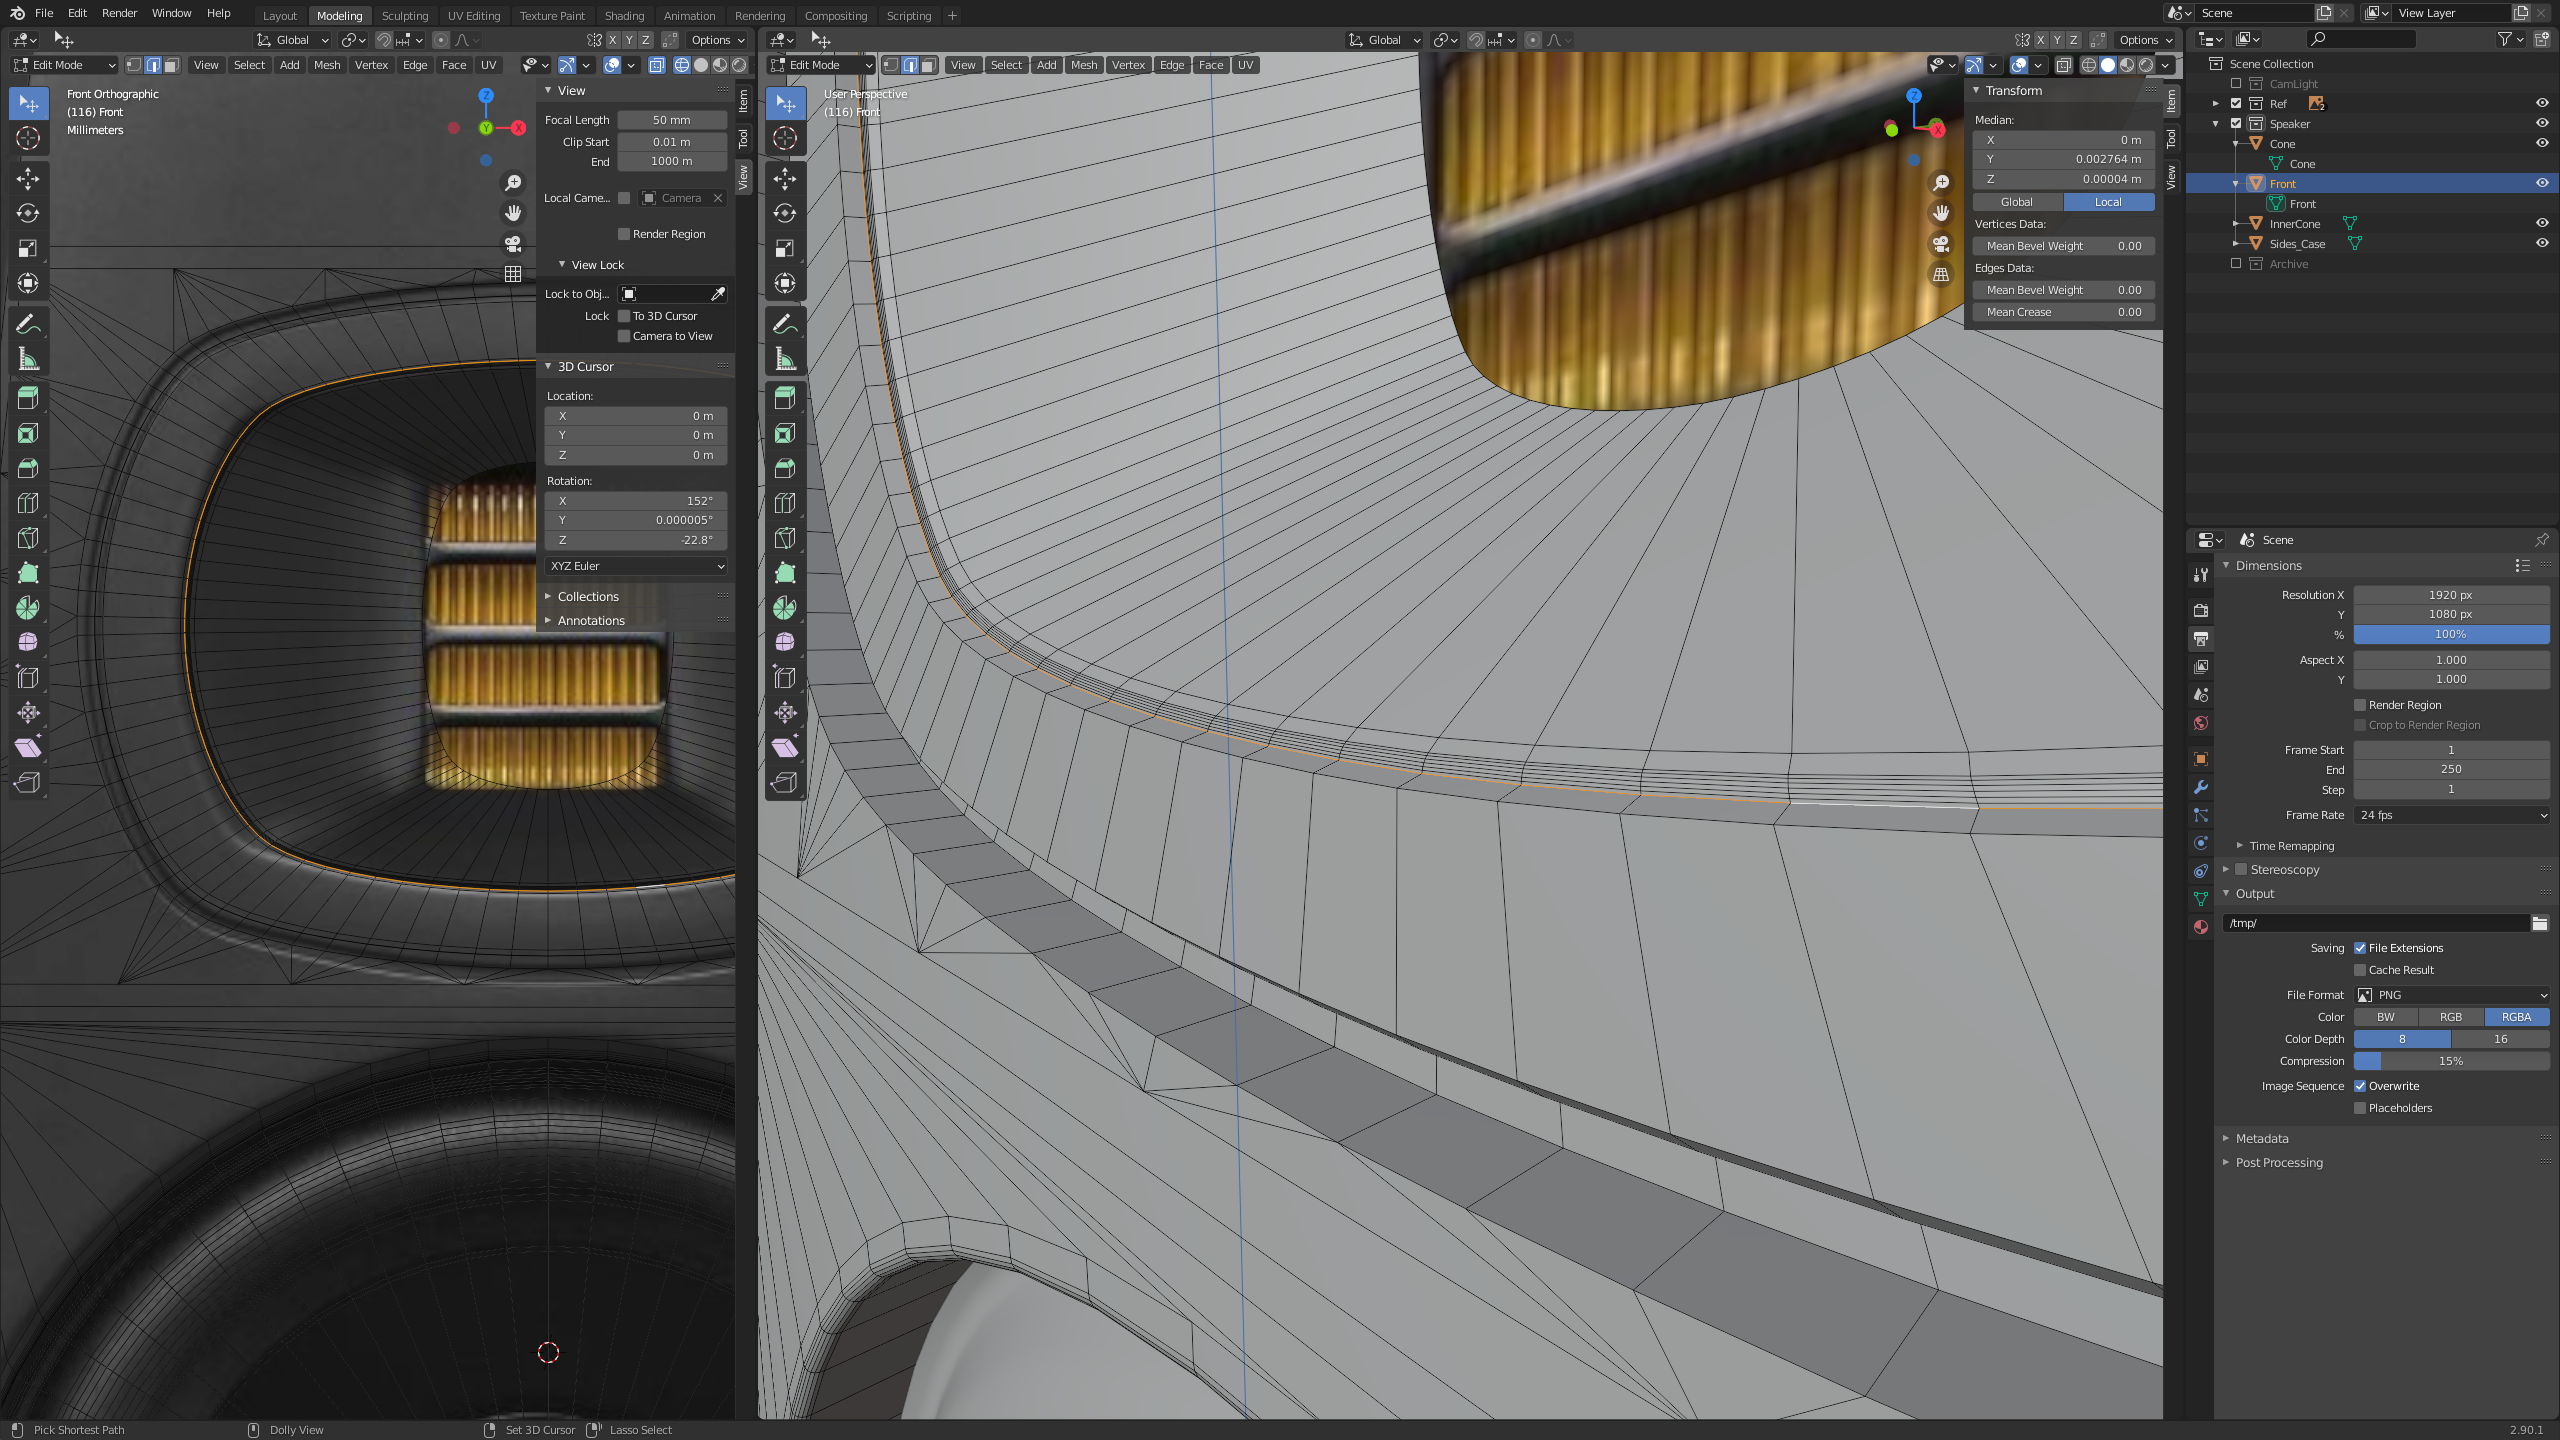 File Edit Render Window Help Layout Modeling Sculpting UV Editing Texture Paint Shading Animation Rendering Compositing Scripting + Scene View Layer
Global X Y Z Options Global X Y Z Options
Edit Mode View Select Add Mesh Vertex Edge Face UV Edit Mode View Select Add Mesh Vertex Edge Face UV
Front Orthographic
(116) Front
Millimeters
Z
Y
X
View
Focal Length 50 mm
Clip Start 0.01 m
End 1000 m
Local Came... Camera
Render Region
View Lock
Lock to Obj...
Lock To 3D Cursor
Camera to View
3D Cursor
Location:
X 0 m
Y 0 m
Z 0 m
Rotation:
X 152°
Y 0.000005°
Z -22.8°
XYZ Euler
Collections
Annotations
Item
Tool
View
User Perspective
(116) Front
Z
X
Transform
Median:
X 0 m
Y 0.002764 m
Z 0.00004 m
Global Local
Vertices Data:
Mean Bevel Weight 0.00
Edges Data:
Mean Bevel Weight 0.00
Mean Crease 0.00
Item
Tool
View
Scene Collection
CamLight
Ref 2
Speaker
Cone
Cone
Front
Front
InnerCone
Sides_Case
Archive
Scene
Dimensions
Resolution X 1920 px
Y 1080 px
% 100%
Aspect X 1.000
Y 1.000
Render Region
Crop to Render Region
Frame Start 1
End 250
Step 1
Frame Rate 24 fps
Time Remapping
Stereoscopy
Output
/tmp/
Saving File Extensions
Cache Result
File Format PNG
Color BW RGB RGBA
Color Depth 8 16
Compression 15%
Image Sequence Overwrite
Placeholders
Metadata
Post Processing
Pick Shortest Path Dolly View Set 3D Cursor Lasso Select 2.90.1